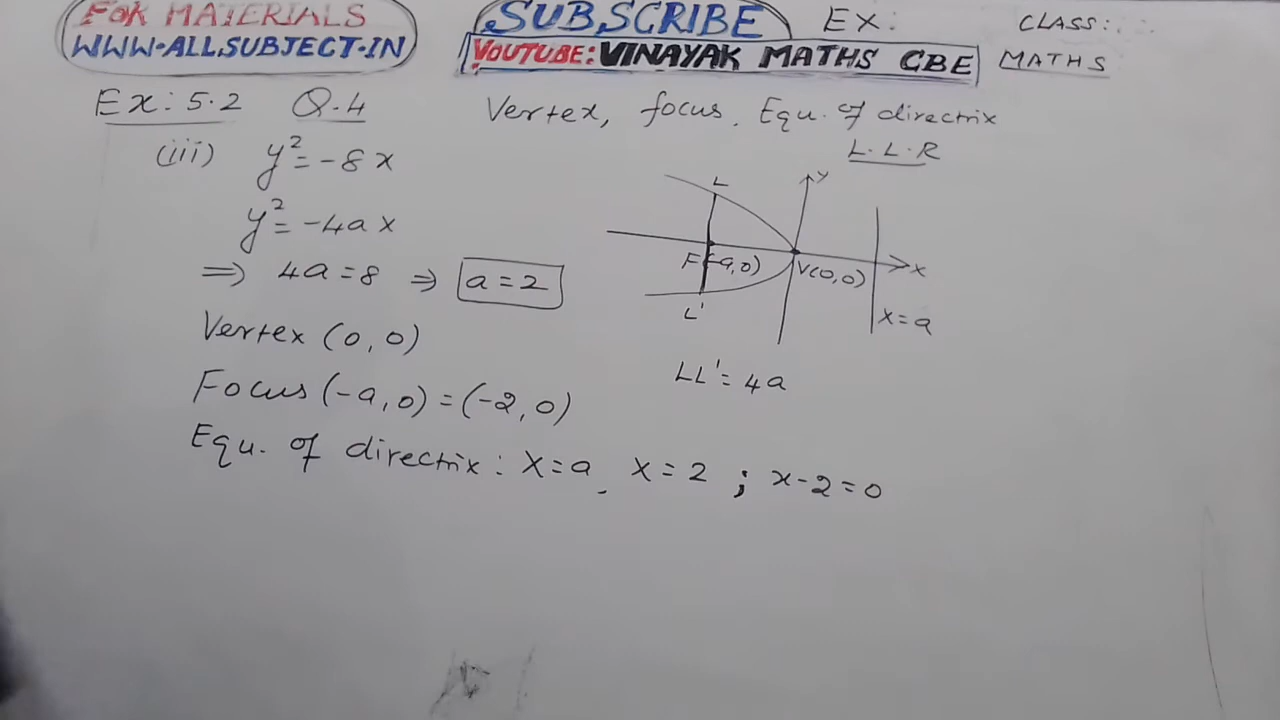 FOR MATERIALS
WWW.ALLSUBJECT.IN
SUBSCRIBE
YOUTUBE: VINAYAK MATHS CBE
EX:
CLASS:
MATHS
Ex: 5.2 Q.4
Vertex, focus, Equ. of directrix
L.L.R
(iii) y² = -8x
y² = -4ax
⇒ 4a = 8 ⇒ a = 2
Vertex (0, 0)
Focus (-a, 0) = (-2, 0)
Equ. of directrix: x = a, x = 2 ; x - 2 = 0
L
y
F(-a,0)
V(0,0)
x
L'
x = a
LL' = 4a